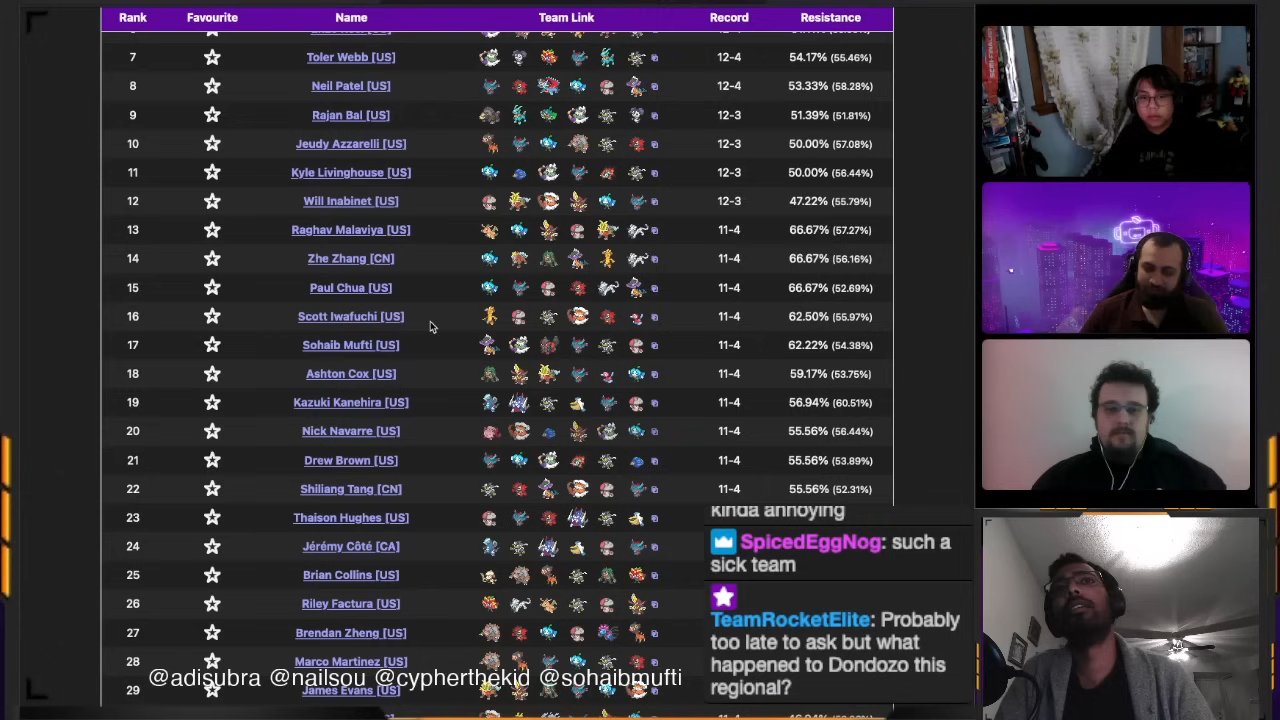 Rank Favourite Name Team Link Record Resistance
7 Toler Webb [US] 12-4 54.17% (55.46%)
8 Neil Patel [US] 12-4 53.33% (58.28%)
9 Rajan Bal [US] 12-3 51.39% (51.81%)
10 Jeudy Azzarelli [US] 12-3 50.00% (57.08%)
11 Kyle Livinghouse [US] 12-3 50.00% (56.44%)
12 Will Inabinet [US] 12-3 47.22% (55.79%)
13 Raghav Malaviya [US] 11-4 66.67% (57.27%)
14 Zhe Zhang [CN] 11-4 66.67% (56.16%)
15 Paul Chua [US] 11-4 66.67% (52.69%)
16 Scott Iwafuchi [US] 11-4 62.50% (55.97%)
17 Sohaib Mufti [US] 11-4 62.22% (54.38%)
18 Ashton Cox [US] 11-4 59.17% (53.75%)
19 Kazuki Kanehira [US] 11-4 56.94% (60.51%)
20 Nick Navarre [US] 11-4 55.56% (56.44%)
21 Drew Brown [US] 11-4 55.56% (53.89%)
22 Shiliang Tang [CN] 11-4 55.56% (52.31%)
23 Thaison Hughes [US]
24 Jérémy Côté [CA]
25 Brian Collins [US]
26 Riley Factura [US]
27 Brendan Zheng [US]
28 Marco Martinez [US]
29 James Evans [US]
kinda annoying
SpicedEggNog: such a
sick team
TeamRocketElite: Probably
too late to ask but what
happened to Dondozo this
regional?
@adisubra @nailsou @cypherthekid @sohaibmufti